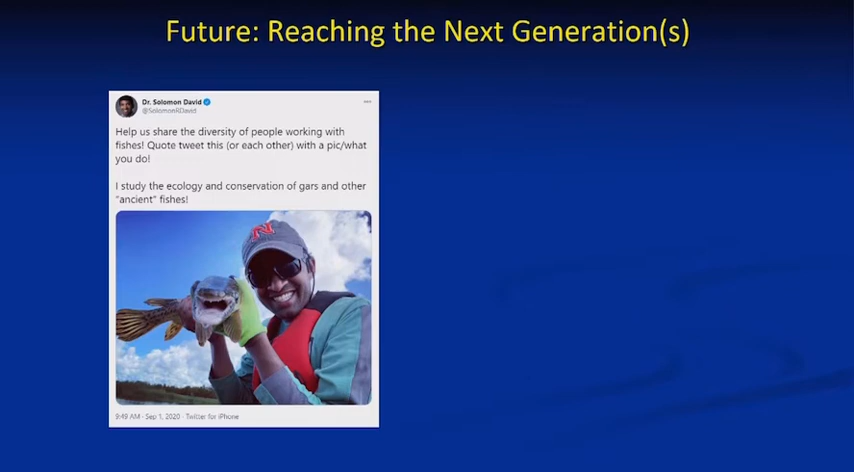 Future: Reaching the Next Generation(s)
Dr. Solomon David
@SolomonRDavid
Help us share the diversity of people working with
fishes! Quote tweet this (or each other) with a pic/what
you do!
I study the ecology and conservation of gars and other
"ancient" fishes!
N
9:49 AM · Sep 1, 2020 · Twitter for iPhone